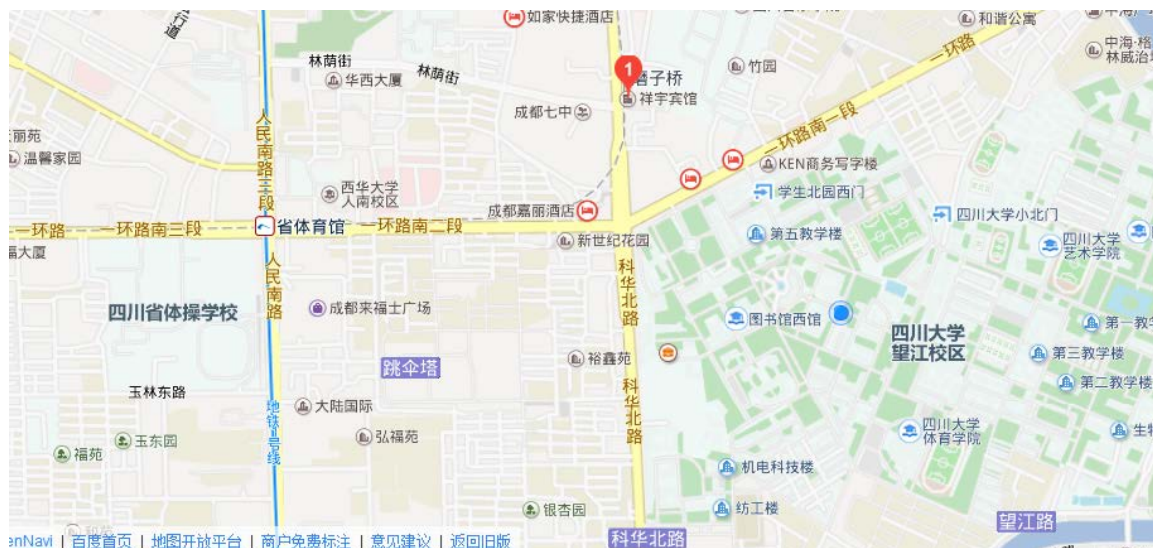 如家快捷酒店
和谐公寓
中海·格
林威治
林荫街
华西大厦
林荫街
竹园
一环路
1
祥宇宾馆
成都七中
一环路南一段
人民南路三段
丽苑
温馨家园
KEN商务写字楼
西华大学
人南校区
学生北园西门
成都嘉丽酒店
四川大学小北门
一环路
一环路南三段
省体育馆
一环路南二段
新世纪花园
第五教学楼
四川大学
艺术学院
福大厦
人民南路
科华北路
四川省体操学校
成都来福士广场
图书馆西馆
四川大学
望江校区
第一教学
第三教学楼
跳伞塔
裕鑫苑
第二教学楼
玉林东路
大陆国际
科华北路
地铁1号线
四川大学
体育学院
弘福苑
玉东园
福苑
机电科技楼
银杏园
纺工楼
望江路
科华北路
enNavi | 百度首页 | 地图开放平台 | 商户免费标注 | 意见建议 | 返回旧版